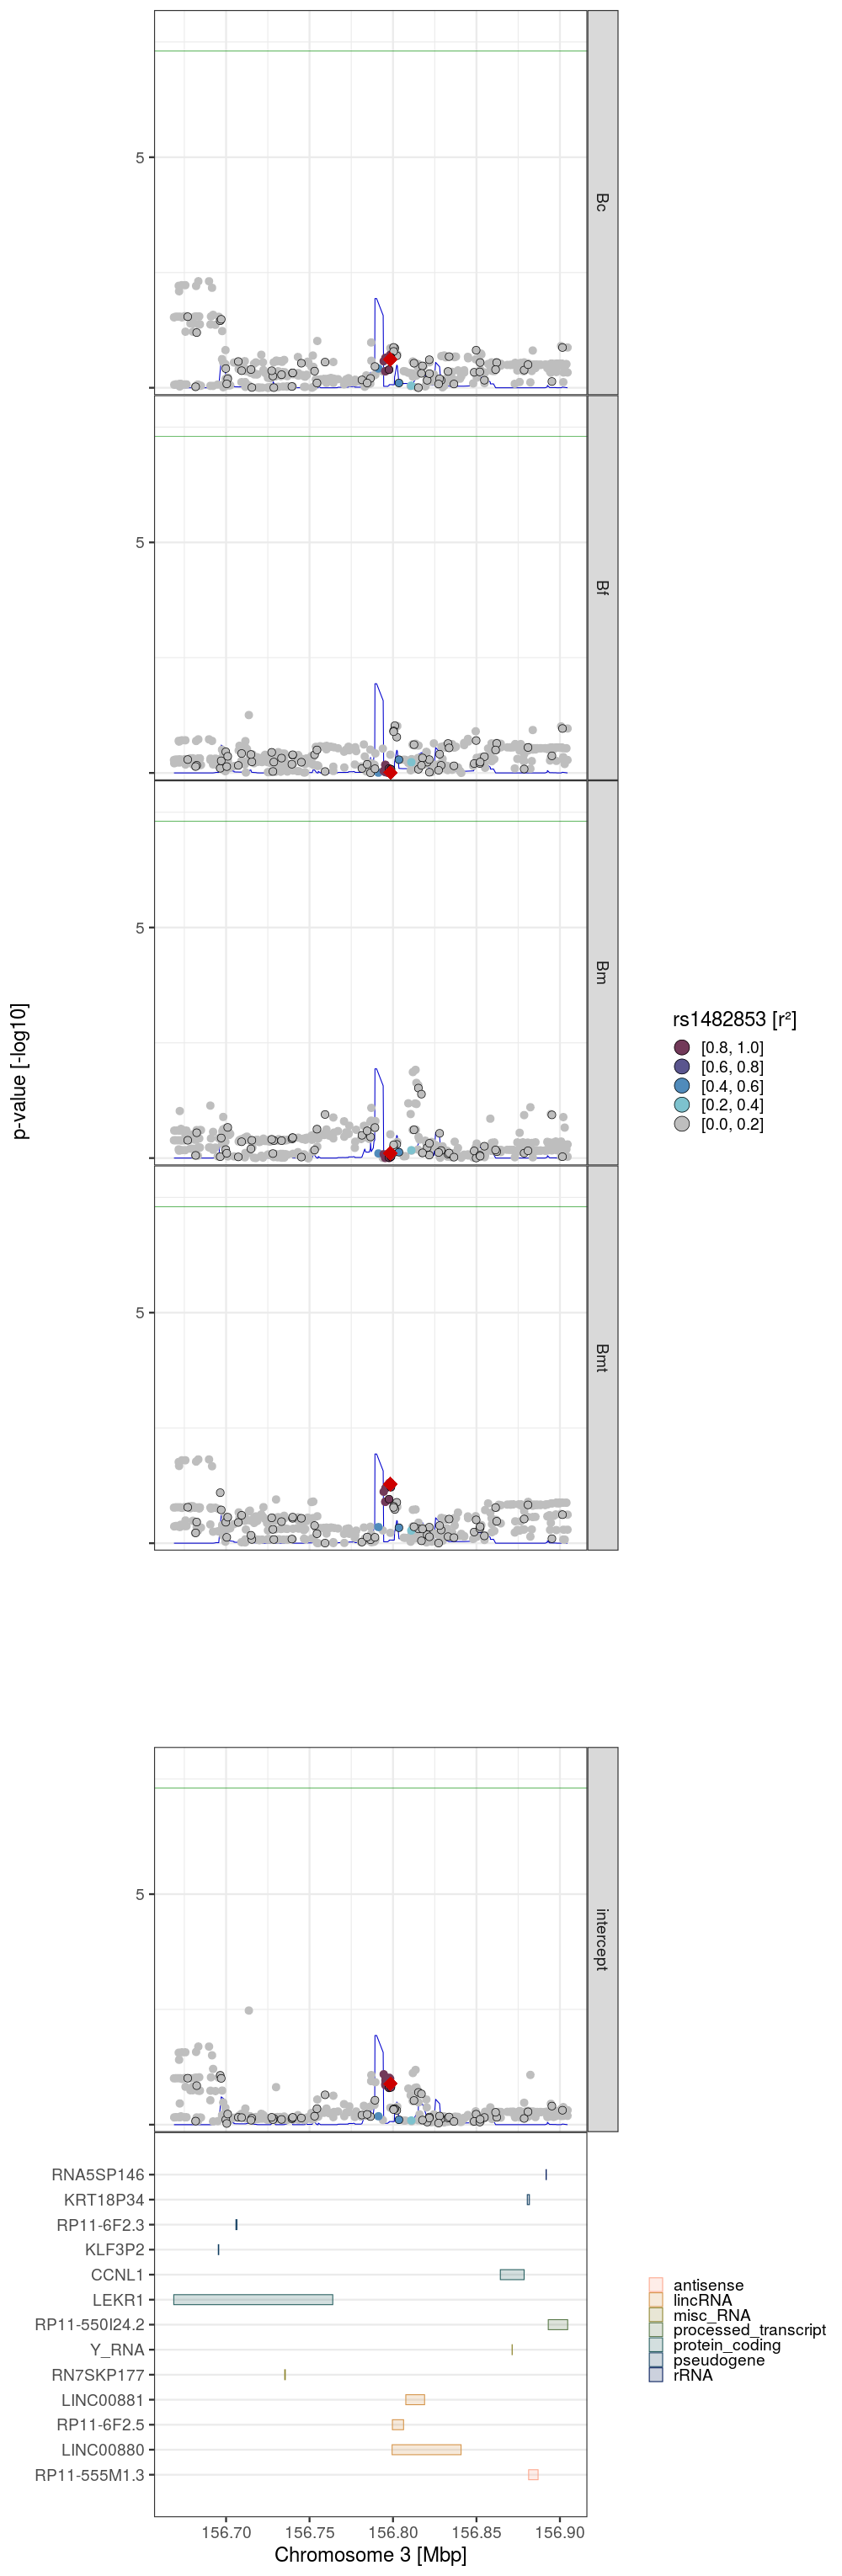 5
Bc
5
Bf
5
Bm
5
Bmt
p-value [-log10]
rs1482853 [r²]
[0.8, 1.0]
[0.6, 0.8]
[0.4, 0.6]
[0.2, 0.4]
[0.0, 0.2]
5
intercept
RNA5SP146
KRT18P34
RP11-6F2.3
KLF3P2
CCNL1
LEKR1
RP11-550I24.2
Y_RNA
RN7SKP177
LINC00881
RP11-6F2.5
LINC00880
RP11-555M1.3
antisense
lincRNA
misc_RNA
processed_transcript
protein_coding
pseudogene
rRNA
156.70 156.75 156.80 156.85 156.90
Chromosome 3 [Mbp]